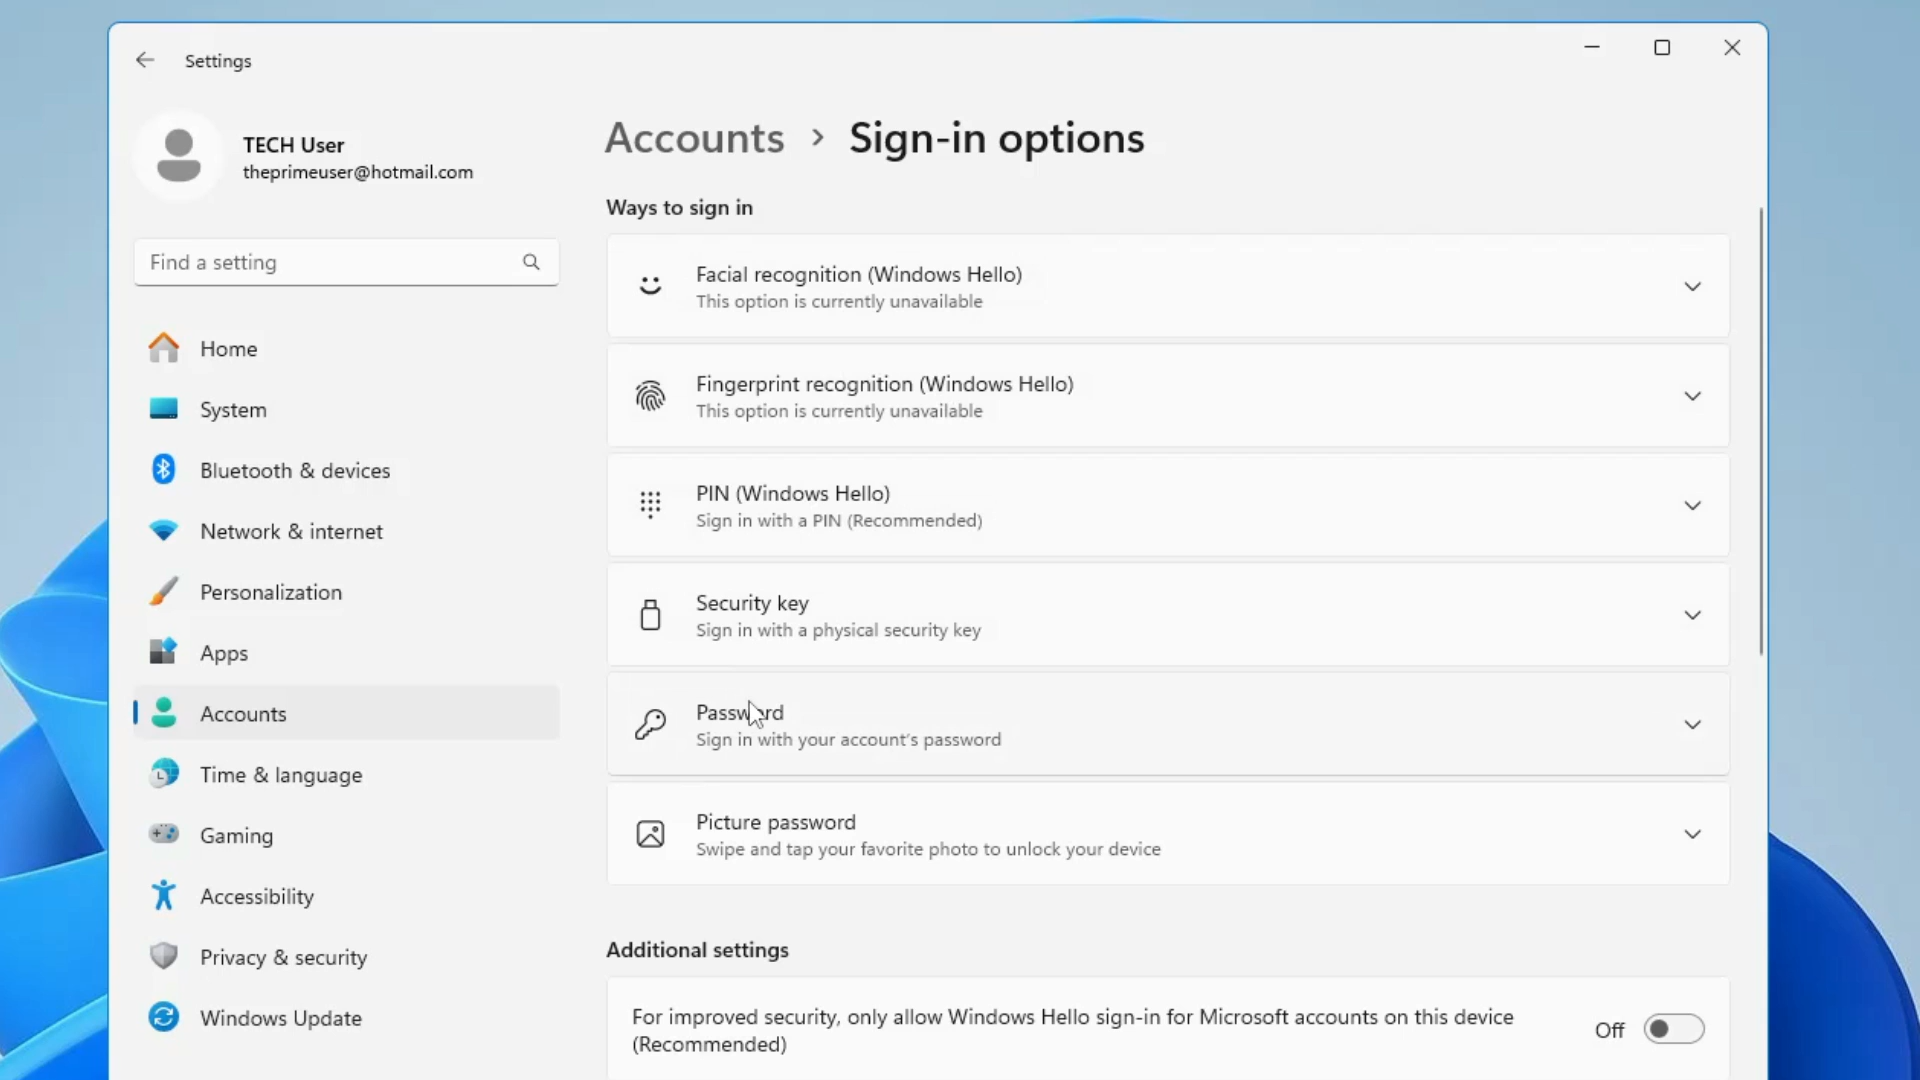 Settings
TECH User
theprimeuser@hotmail.com
Find a setting
Home
System
Bluetooth & devices
Network & internet
Personalization
Apps
Accounts
Time & language
Gaming
Accessibility
Privacy & security
Windows Update
Accounts > Sign-in options
Ways to sign in
Facial recognition (Windows Hello)
This option is currently unavailable
Fingerprint recognition (Windows Hello)
This option is currently unavailable
PIN (Windows Hello)
Sign in with a PIN (Recommended)
Security key
Sign in with a physical security key
Password
Sign in with your account's password
Picture password
Swipe and tap your favorite photo to unlock your device
Additional settings
For improved security, only allow Windows Hello sign-in for Microsoft accounts on this device
(Recommended)
Off